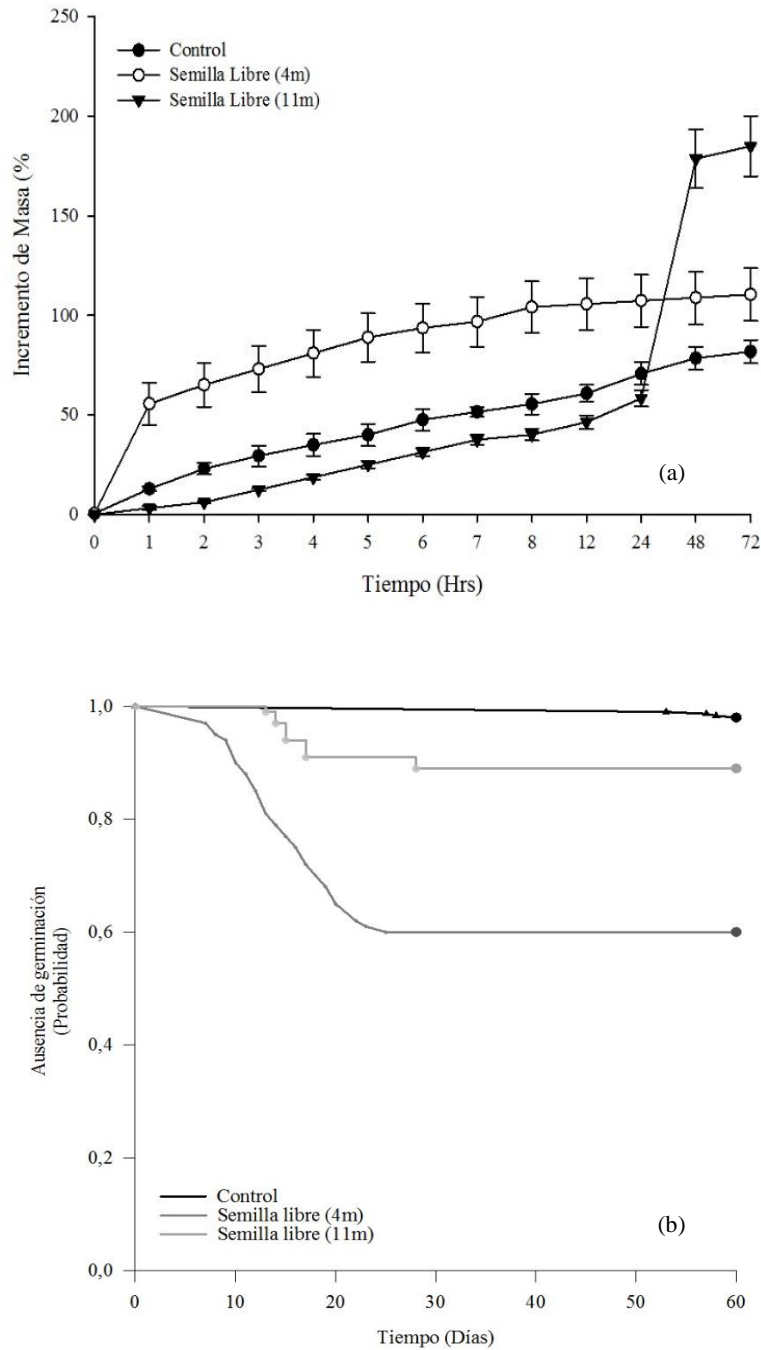 300
250
200
150
100
50
0
Incremento de Masa (%
Control
Semilla Libre (4m)
Semilla Libre (11m)
(a)
0 1 2 3 4 5 6 7 8 12 24 48 72
Tiempo (Hrs)
1,0
0,8
0,6
0,4
0,2
0,0
Ausencia de germinación
(Probabilidad)
Control
Semilla libre (4m)
Semilla libre (11m)
(b)
0 10 20 30 40 50 60
Tiempo (Días)